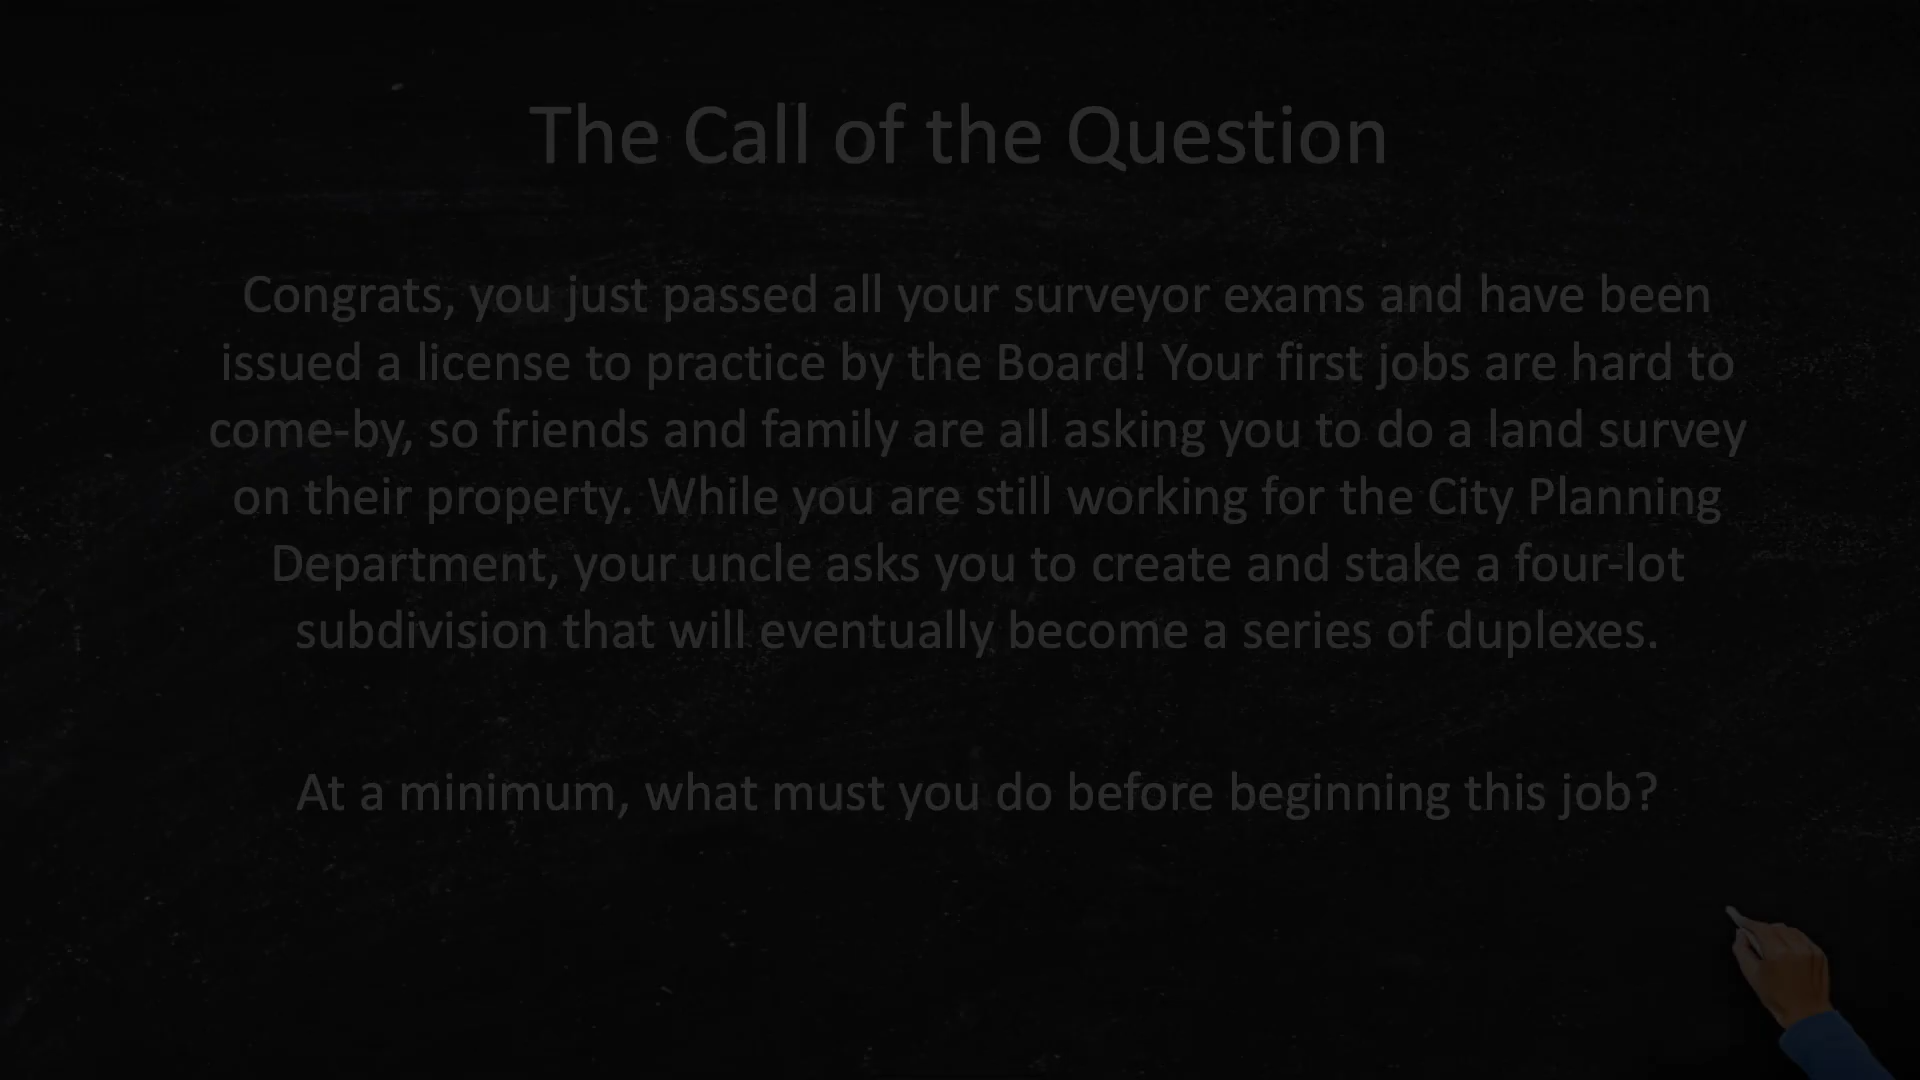 The Call of the Question
Congrats, you just passed all your surveyor exams and have been
issued a license to practice by the Board! Your first jobs are hard to
come-by, so friends and family are all asking you to do a land survey
on their property. While you are still working for the City Planning
Department, your uncle asks you to create and stake a four-lot
subdivision that will eventually become a series of duplexes.
At a minimum, what must you do before beginning this job?